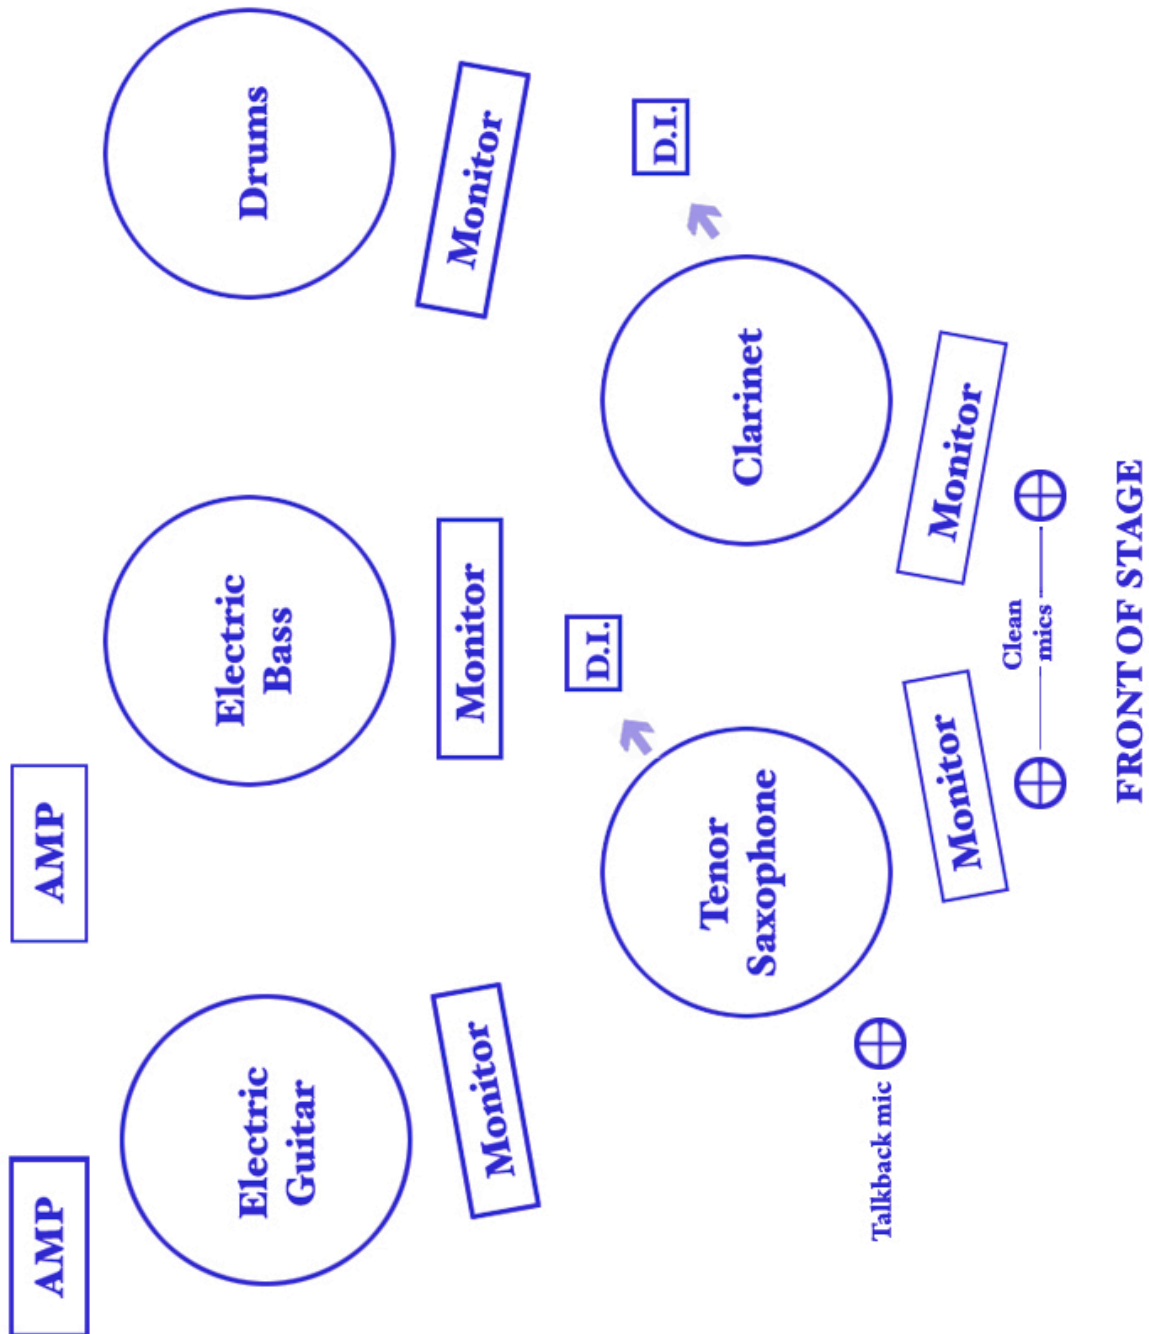 AMP
AMP
Electric
Guitar
Electric
Bass
Drums
Monitor
Monitor
Monitor
D.I.
D.I.
Tenor
Saxophone
Clarinet
Talkback mic
Monitor
Monitor
Clean
mics
FRONT OF STAGE